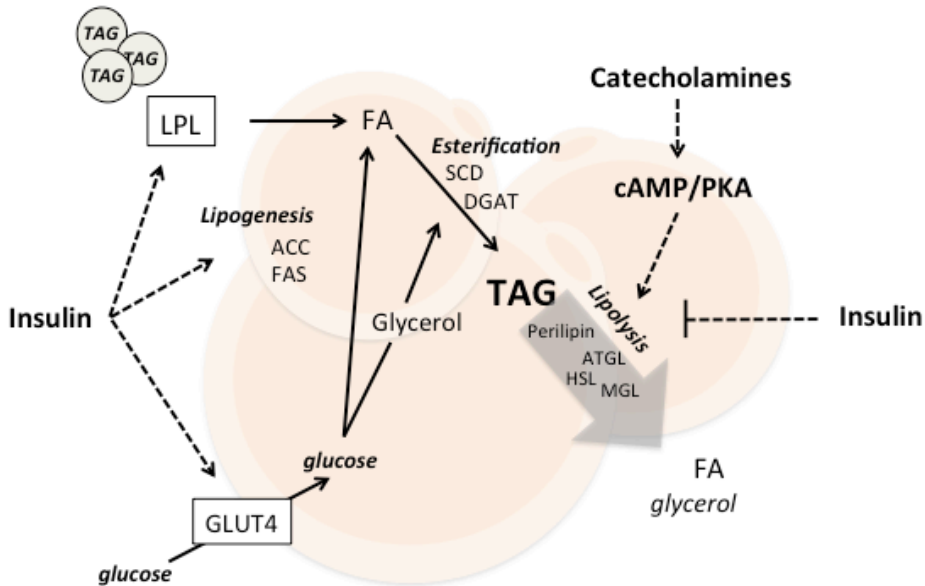 TAG
TAG
TAG
LPL
FA
Esterification
SCD
DGAT
Catecholamines
cAMP/PKA
Lipogenesis
ACC
FAS
Insulin
Glycerol
TAG
Lipolysis
Perilipin
ATGL
HSL
MGL
Insulin
glucose
GLUT4
glucose
FA
glycerol